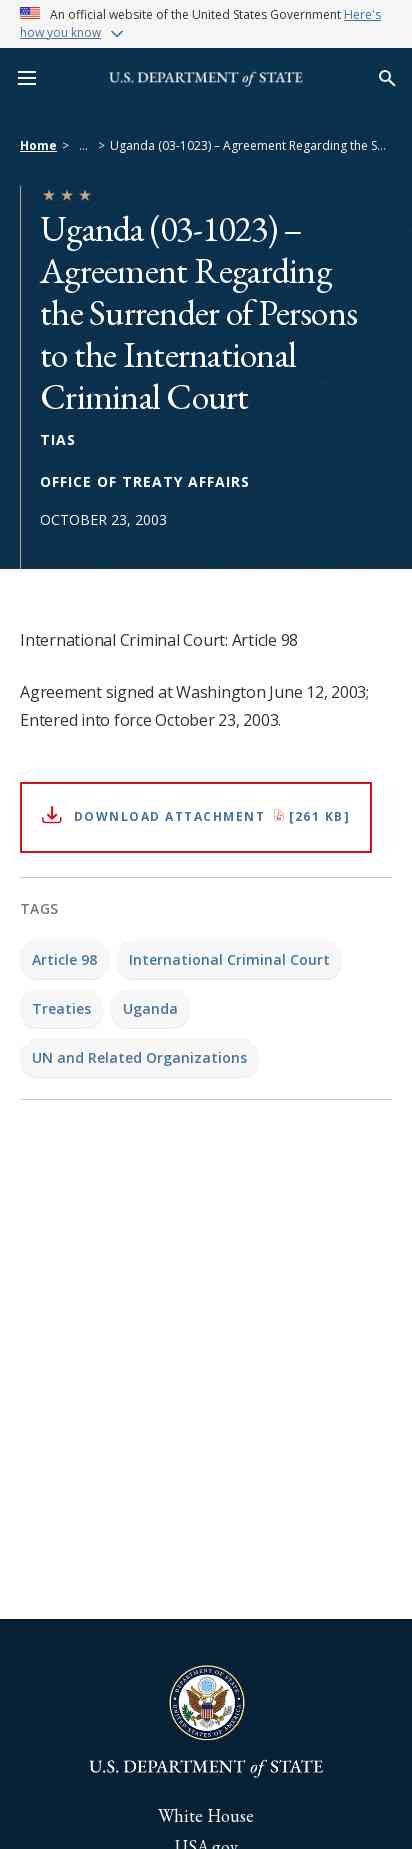 An official website of the United States Government Here's
how you know
U.S. DEPARTMENT of STATE
Home > ... > Uganda (03-1023) – Agreement Regarding the S...
Uganda (03-1023) –
Agreement Regarding
the Surrender of Persons
to the International
Criminal Court
TIAS
OFFICE OF TREATY AFFAIRS
OCTOBER 23, 2003
International Criminal Court: Article 98
Agreement signed at Washington June 12, 2003;
Entered into force October 23, 2003.
DOWNLOAD ATTACHMENT [261 KB]
TAGS
Article 98 International Criminal Court
Treaties Uganda
UN and Related Organizations
DEPARTMENT OF STATE
UNITED STATES OF AMERICA
U.S. DEPARTMENT of STATE
White House
USA.gov